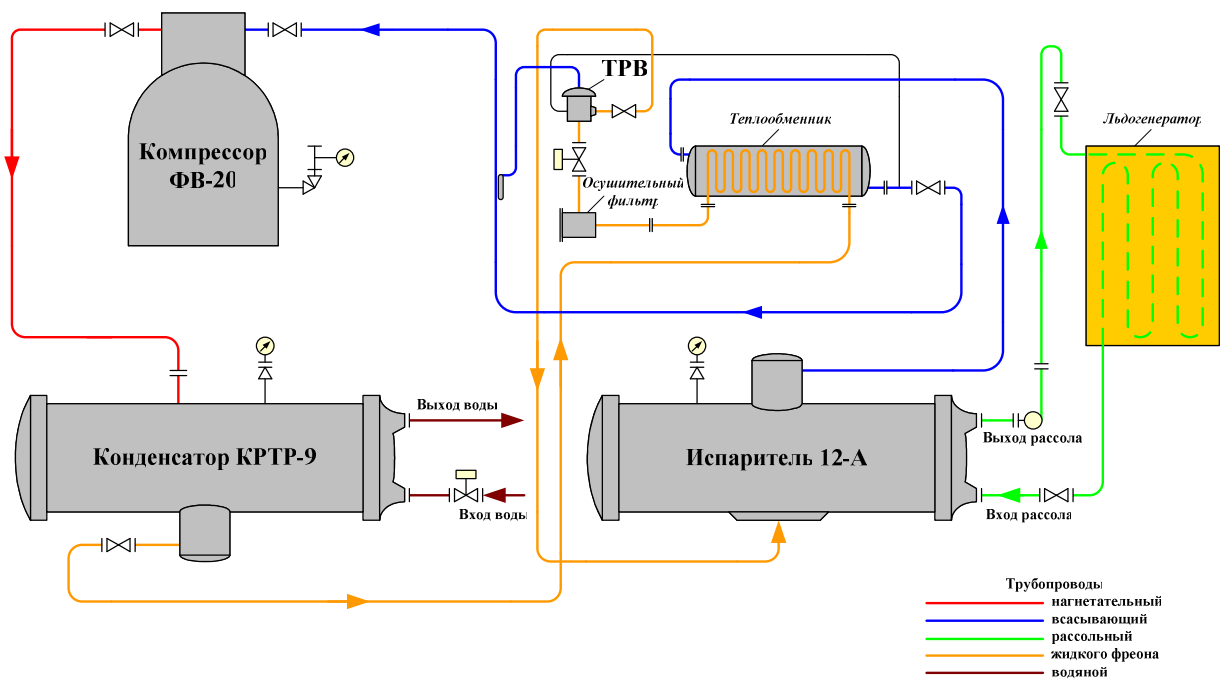 ТРВ
Теплообменник
Льдогенератор
Компрессор
ФВ-20
Осушительный
фильтр
Выход воды
Выход рассола
Конденсатор КРТР-9
Испаритель 12-А
Вход воды
Вход рассола
Трубопроводы
нагнетательный
всасывающий
рассольный
жидкого фреона
водяной